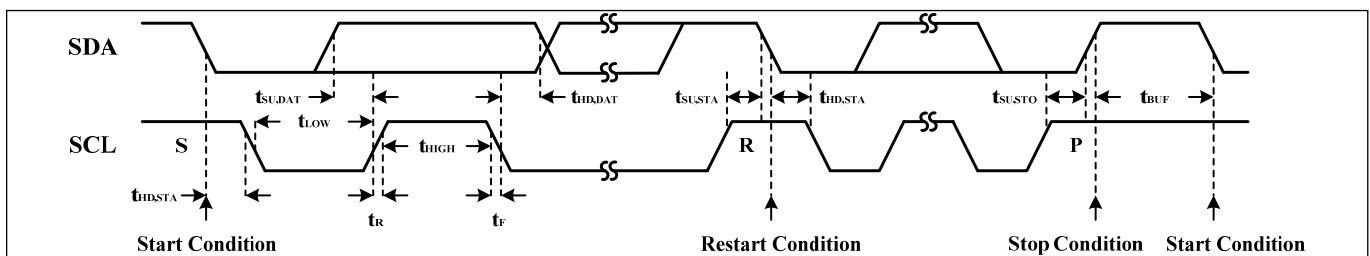 SDA
tSU,DAT tHD,DAT tSU,STA tHD,STA tSU,STO tBUF
tLOW
SCL S tHIGH R P
tHD,STA
tR tF
Start Condition Restart Condition Stop Condition Start Condition